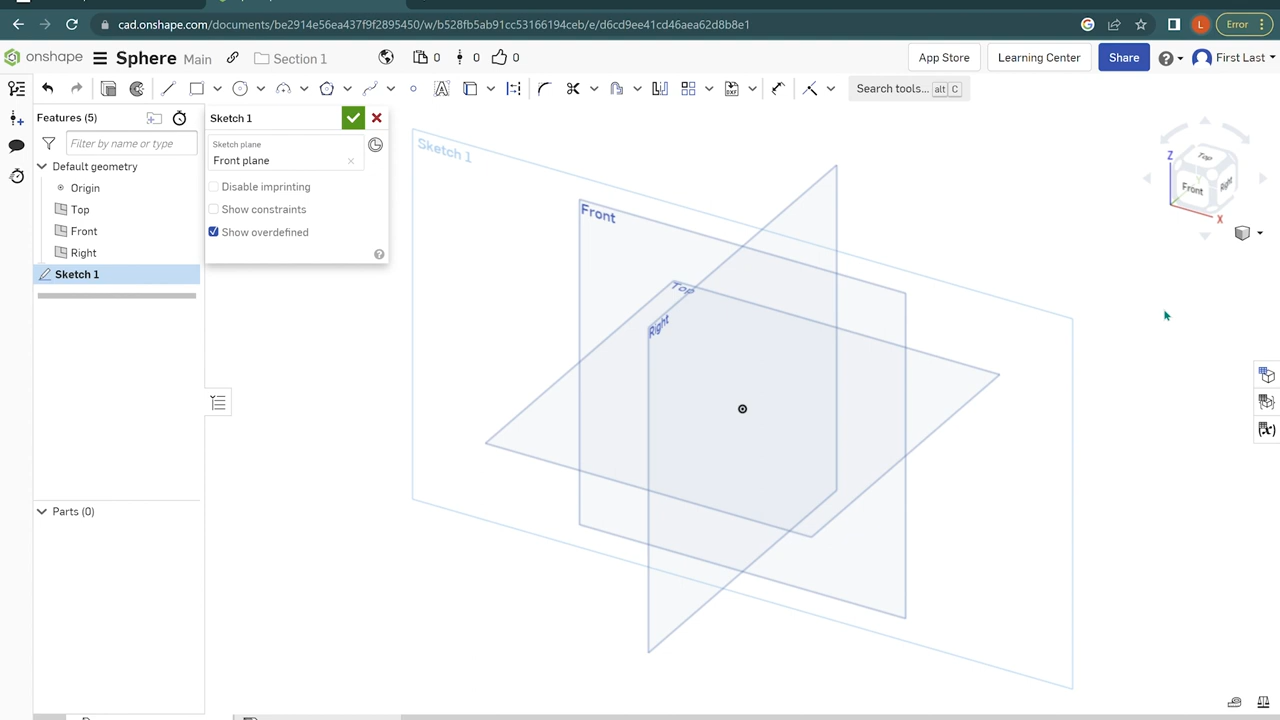 cad.onshape.com/documents/be2914e56ea437f9f2895450/w/b528fb5ab91cc53166194ceb/e/d6cd9ee41cd46aea62d8b8e1
L
Error
onshape
Sphere
Main
Section 1
0
0
0
App Store
Learning Center
Share
First Last
Search tools...
alt
C
Features (5)
Filter by name or type
Default geometry
Origin
Top
Front
Right
Sketch 1
Parts (0)
Sketch 1
Sketch plane
Front plane
Disable imprinting
Show constraints
Show overdefined
Sketch 1
Front
Top
Right
Z
Top
Front
Right
Y
X